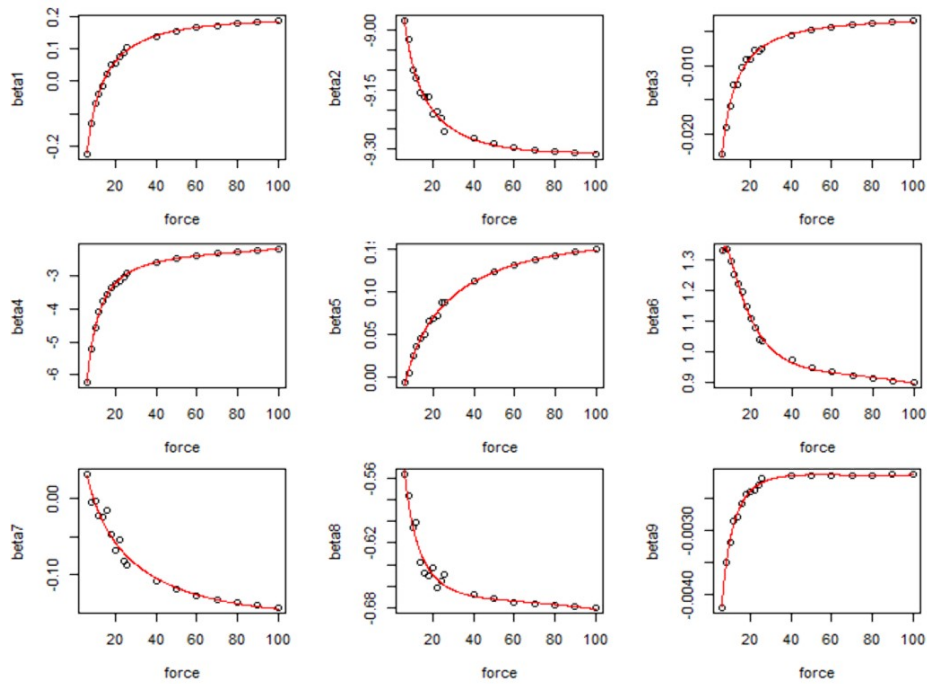 beta1
-0.2 0.0 0.1 0.2
20 40 60 80 100
force
beta2
-9.30 -9.15 -9.00
20 40 60 80 100
force
beta3
-0.020 -0.010
20 40 60 80 100
force
beta4
-6 -5 -4 -3
20 40 60 80 100
force
beta5
0.00 0.05 0.10
20 40 60 80 100
force
beta6
0.9 1.0 1.1 1.2 1.3
20 40 60 80 100
force
beta7
-0.10 0.00
20 40 60 80 100
force
beta8
-0.68 -0.62 -0.56
20 40 60 80 100
force
beta9
-0.0040 -0.0030
20 40 60 80 100
force